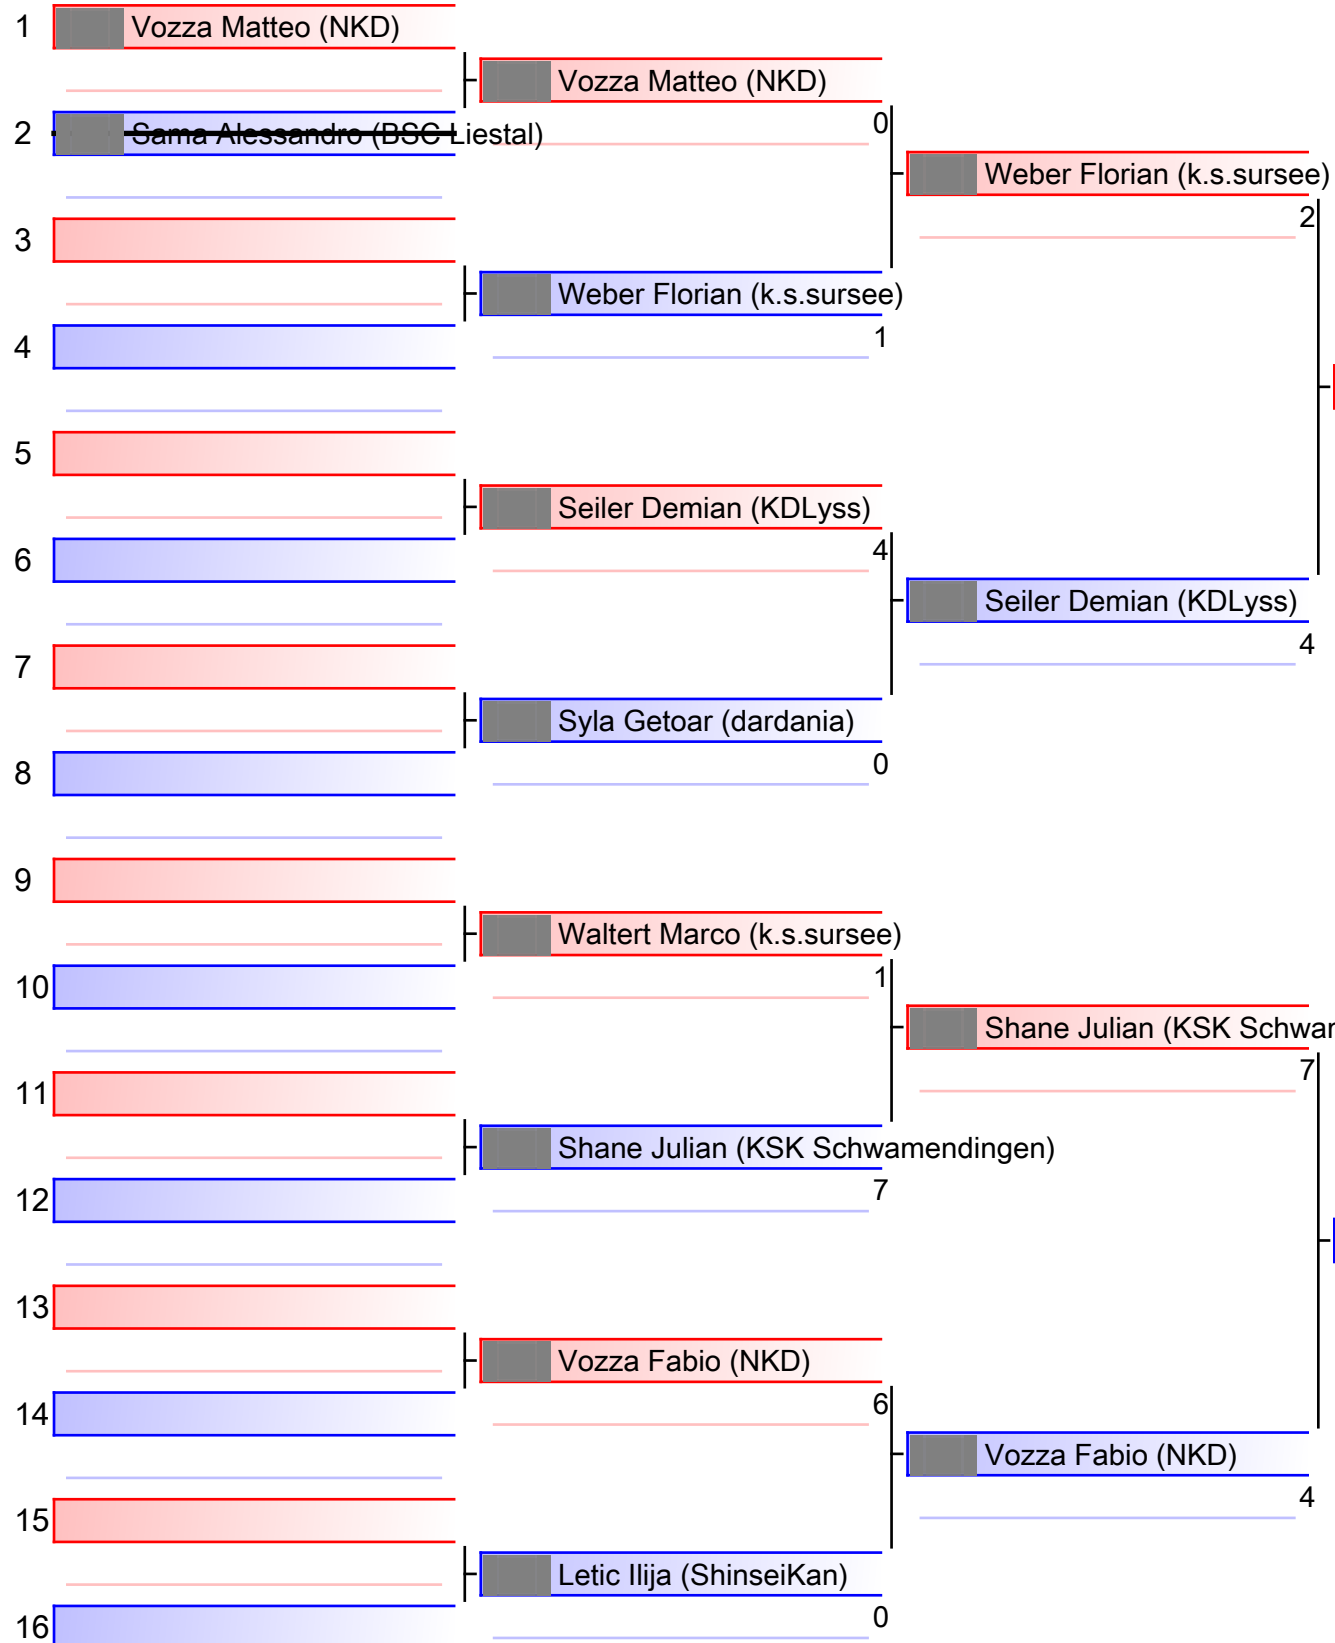 1 Vozza Matteo (NKD)
Vozza Matteo (NKD)
0
2 Sama Alessandro (BSC Liestal)
Weber Florian (k.s.sursee)
2
3
Weber Florian (k.s.sursee)
1
4
5
Seiler Demian (KDLyss)
4
6
Seiler Demian (KDLyss)
4
7
Syla Getoar (dardania)
0
8
9
Waltert Marco (k.s.sursee)
1
10
Shane Julian (KSK Schwar
7
11
Shane Julian (KSK Schwamendingen)
7
12
13
Vozza Fabio (NKD)
6
14
Vozza Fabio (NKD)
4
15
Letic Ilija (ShinseiKan)
0
16